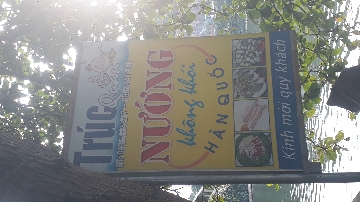 Trúc
NƯỚNG
không khói
HÀN QUỐC
Kính mời quý khách